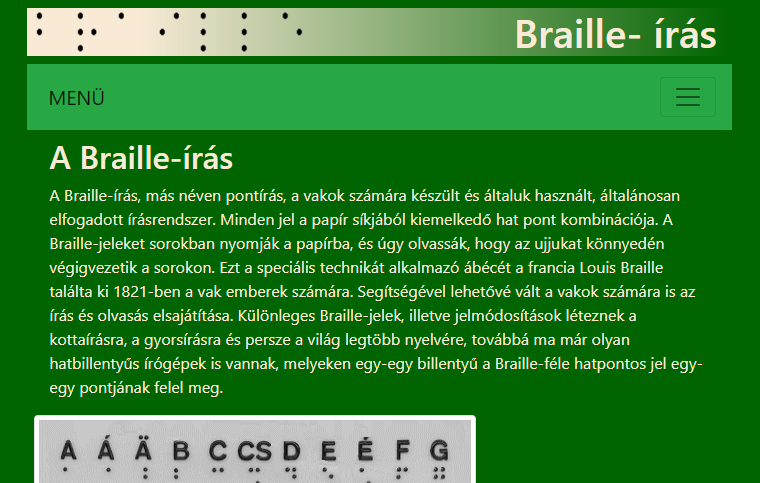 Braille- írás
MENÜ
A Braille-írás
A Braille-írás, más néven pontírás, a vakok számára készült és általuk használt, általánosan
elfogadott írásrendszer. Minden jel a papír síkjából kiemelkedő hat pont kombinációja. A
Braille-jeleket sorokban nyomják a papírba, és úgy olvassák, hogy az ujjukat könnyedén
végigvezetik a sorokon. Ezt a speciális technikát alkalmazó ábécét a francia Louis Braille
találta ki 1821-ben a vak emberek számára. Segítségével lehetővé vált a vakok számára is az
írás és olvasás elsajátítása. Különleges Braille-jelek, illetve jelmódosítások léteznek a
kottaírásra, a gyorsírásra és persze a világ legtöbb nyelvére, továbbá ma már olyan
hatbillentyűs írógépek is vannak, melyeken egy-egy billentyű a Braille-féle hatpontos jel egy-
egy pontjának felel meg.
A Á Ä B C CS D E É F G